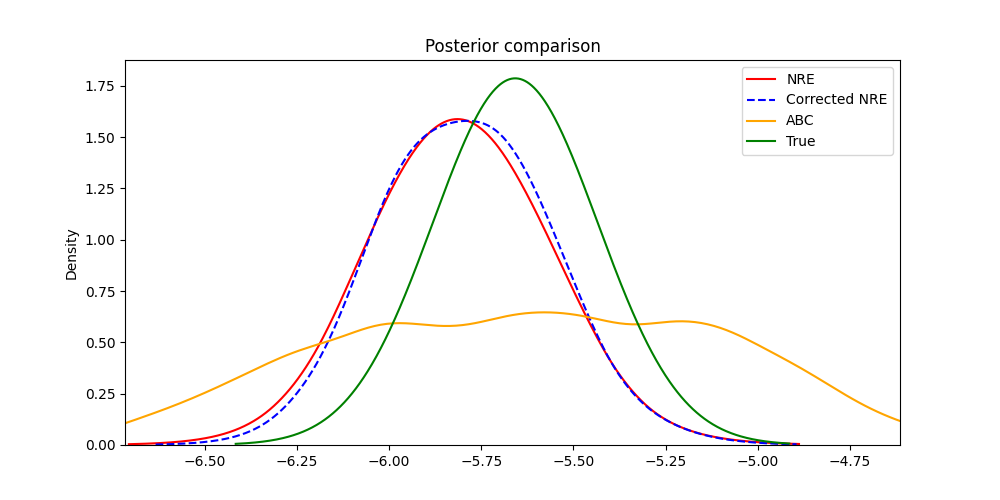 Posterior comparison
NRE
Corrected NRE
ABC
True
Density
1.75
1.50
1.25
1.00
0.75
0.50
0.25
0.00
−6.50 −6.25 −6.00 −5.75 −5.50 −5.25 −5.00 −4.75